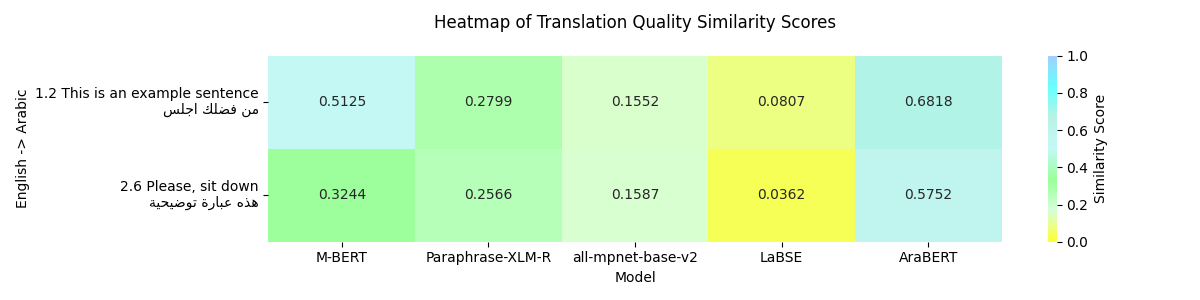 Heatmap of Translation Quality Similarity Scores
English -> Arabic
1.2 This is an example sentence
من فضلك اجلس
0.5125 0.2799 0.1552 0.0807 0.6818
2.6 Please, sit down
هذه عبارة توضيحية
0.3244 0.2566 0.1587 0.0362 0.5752
M-BERT Paraphrase-XLM-R all-mpnet-base-v2 LaBSE AraBERT
Model
1.0
0.8
0.6
0.4
0.2
0.0
Similarity Score